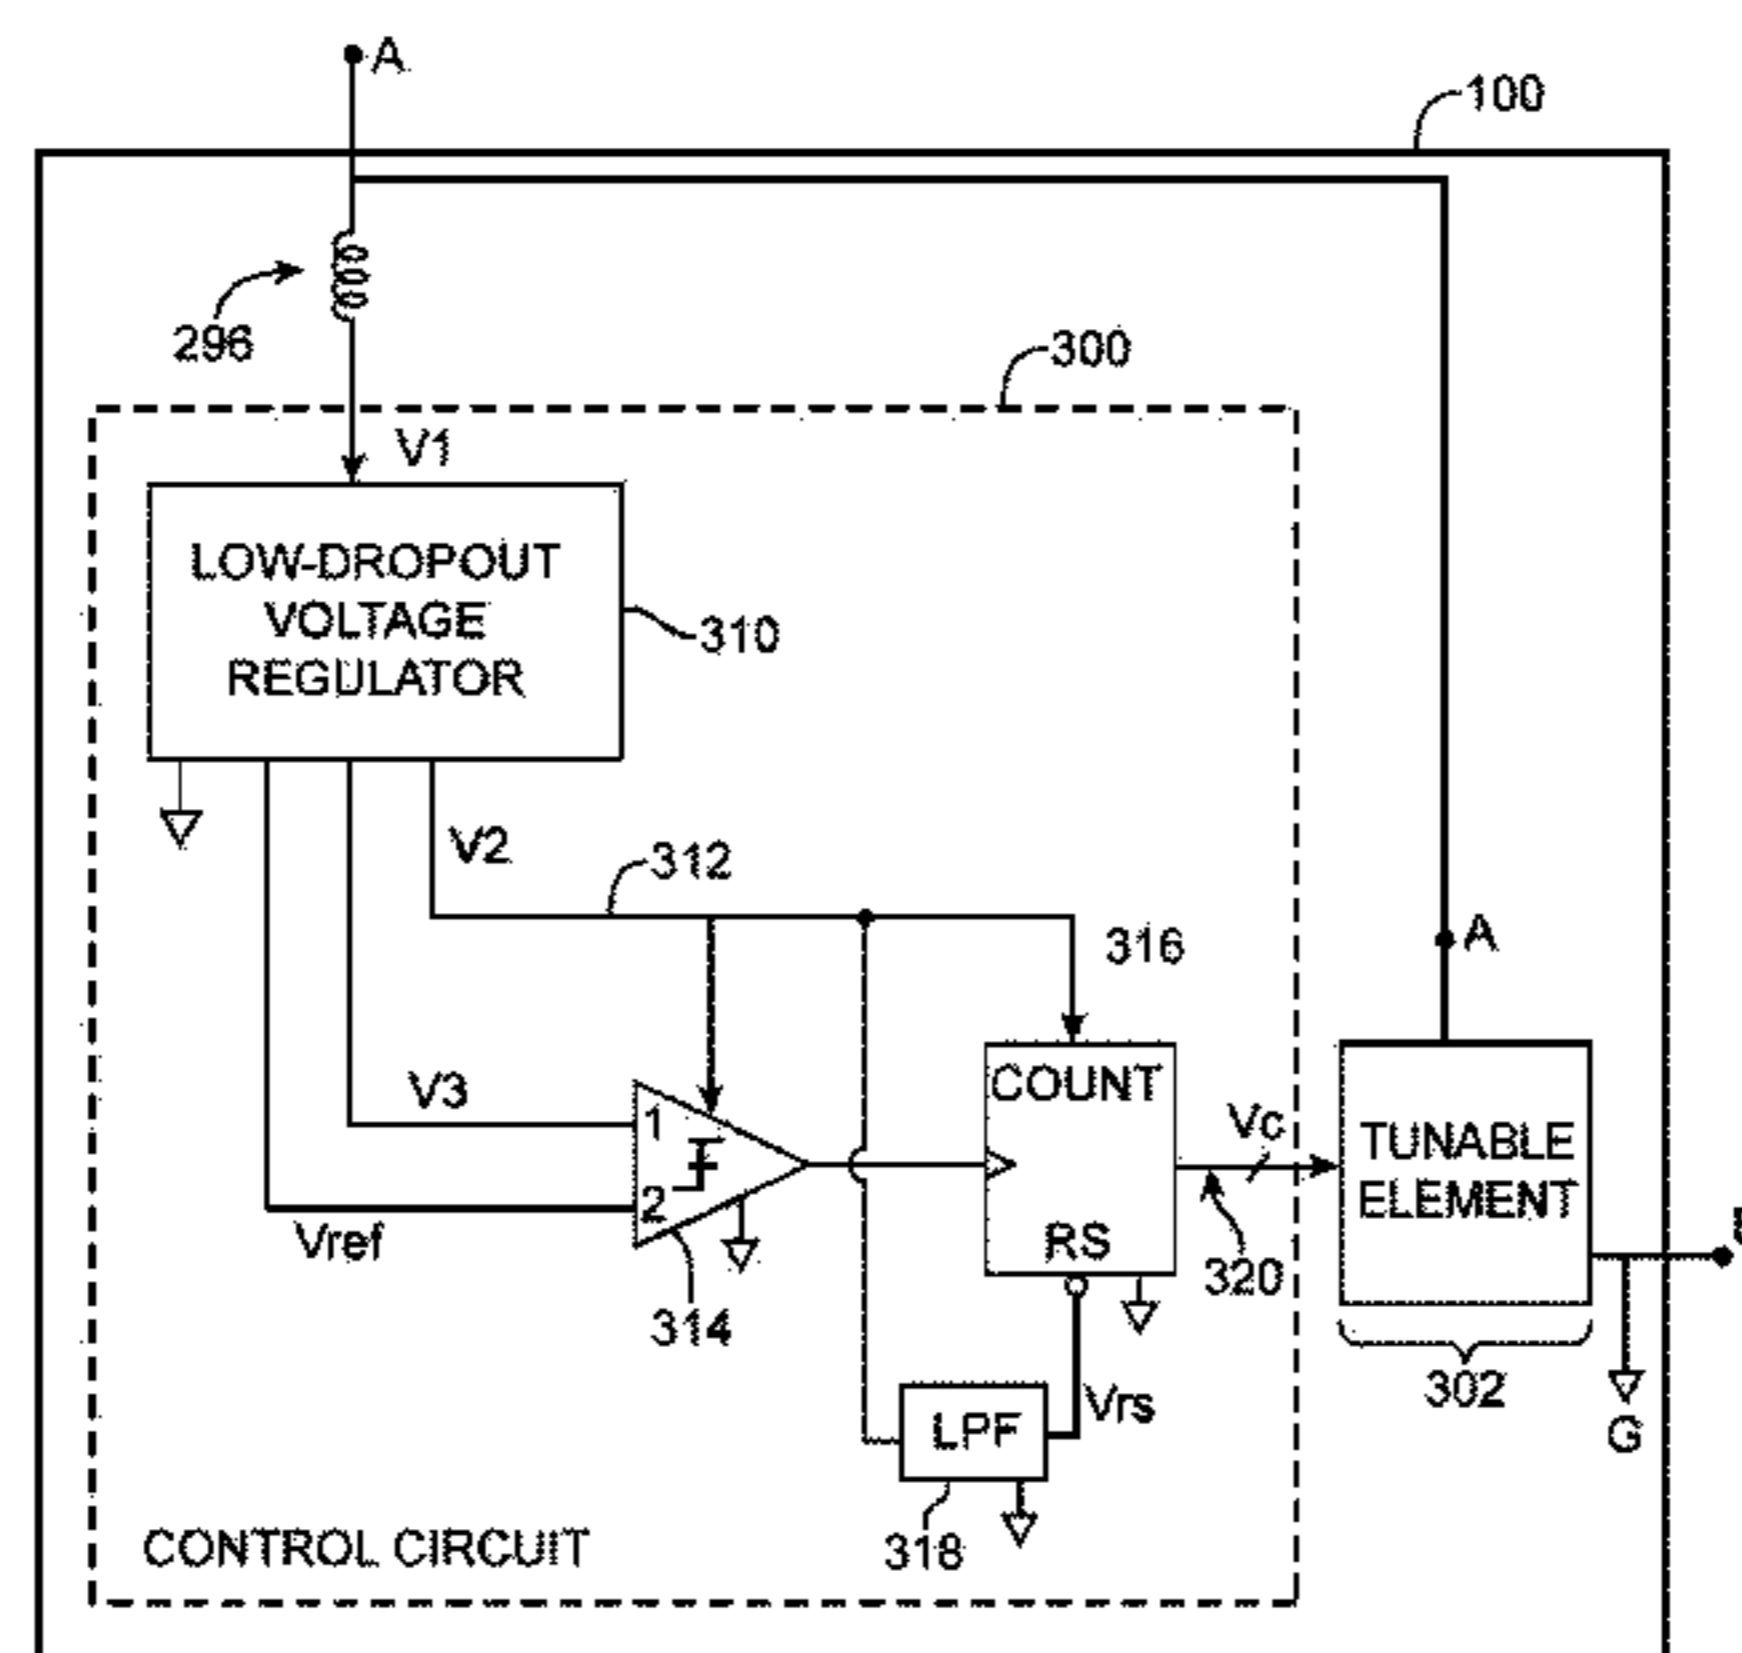 A
100
296
300
V1
LOW-DROPOUT
VOLTAGE
REGULATOR
310
V2
312
316
A
V3
1
COUNT
Vc
TUNABLE
ELEMENT
2
Vref
RS
320
314
302
Vrs
LPF
G
318
CONTROL CIRCUIT